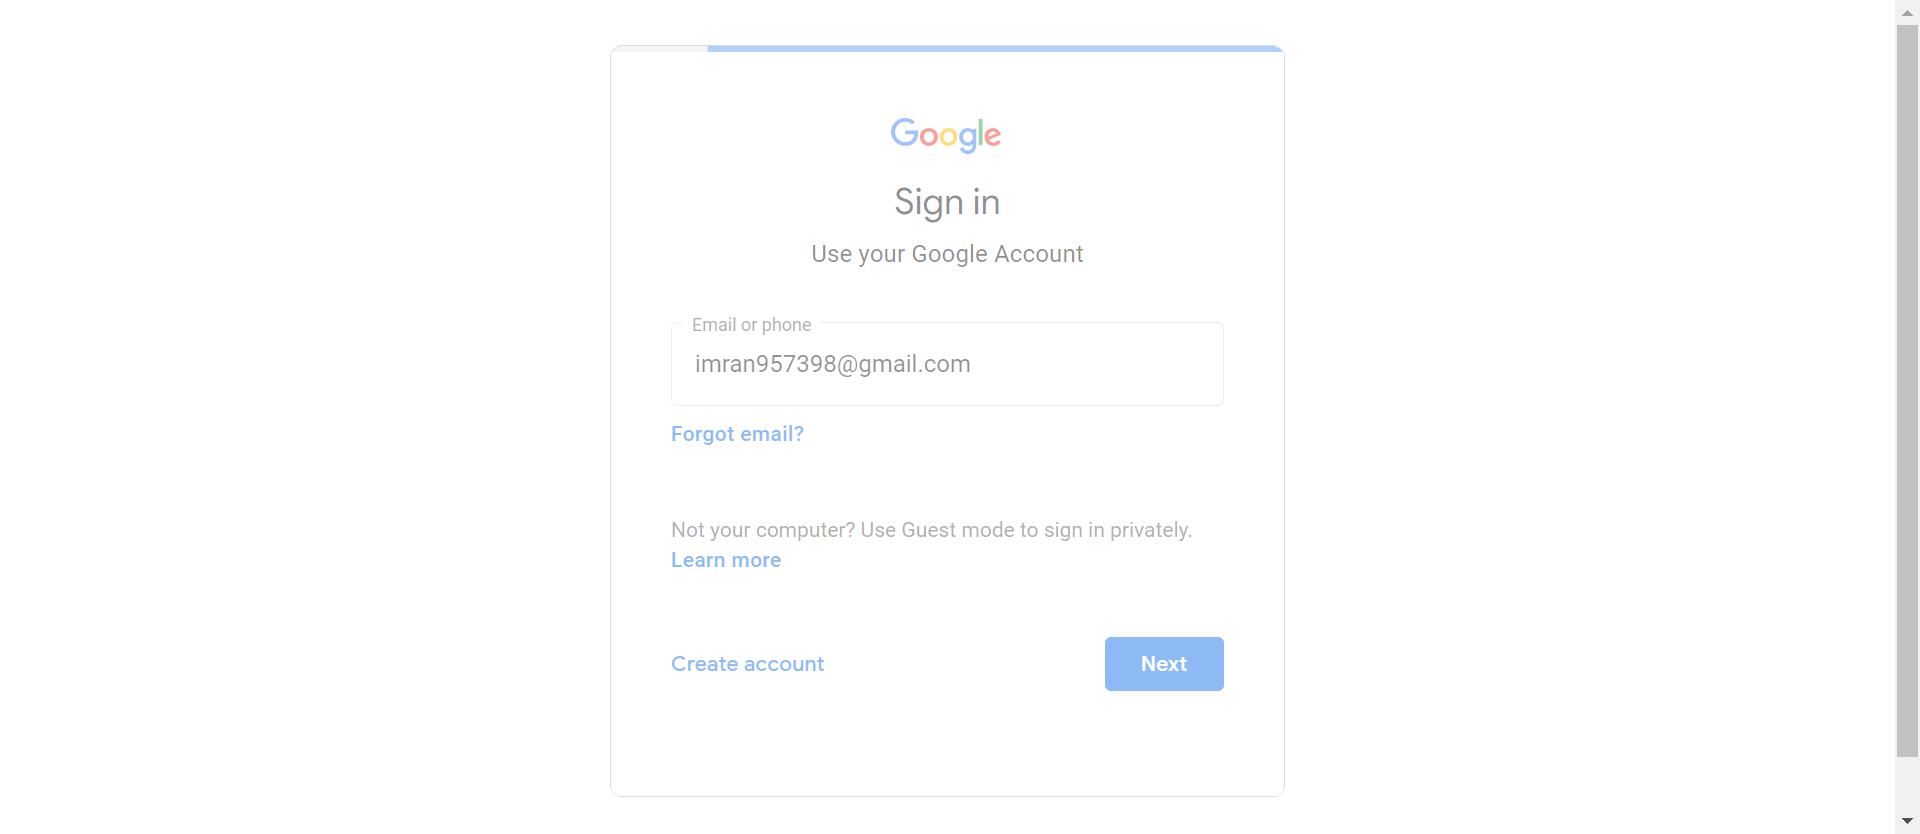 Google
Sign in
Use your Google Account
Email or phone
imran957398@gmail.com
Forgot email?
Not your computer? Use Guest mode to sign in privately.
Learn more
Create account
Next